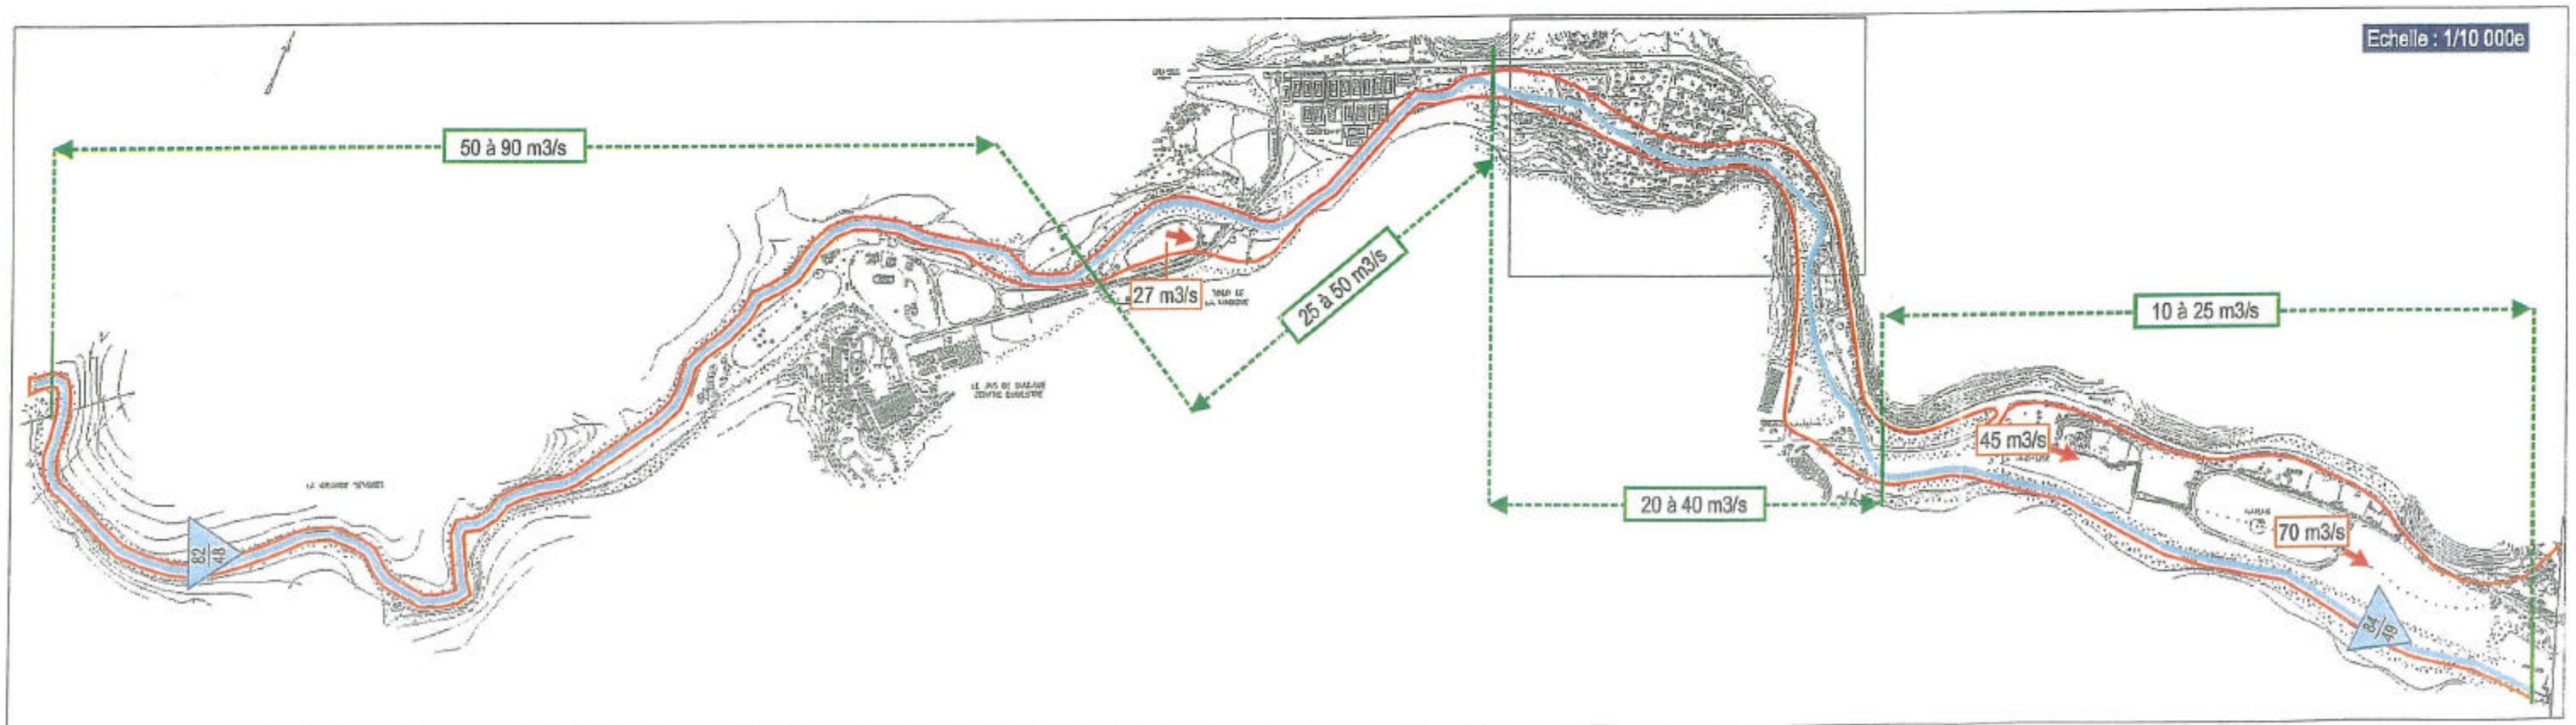 Echelle : 1/10 000e
50 à 90 m3/s
27 m3/s
25 à 50 m3/s
10 à 25 m3/s
45 m3/s
20 à 40 m3/s
70 m3/s
82
48
84
49